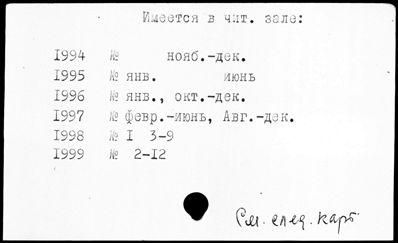 Имеется в чит. зале:
1994 № нояб.-дек.
1995 № янв. июнь
1996 № янв., окт.-дек.
1997 № февр.-июнь, Авг.-дек.
1998 № I 3-9
1999 № 2-12
См. след. карт.